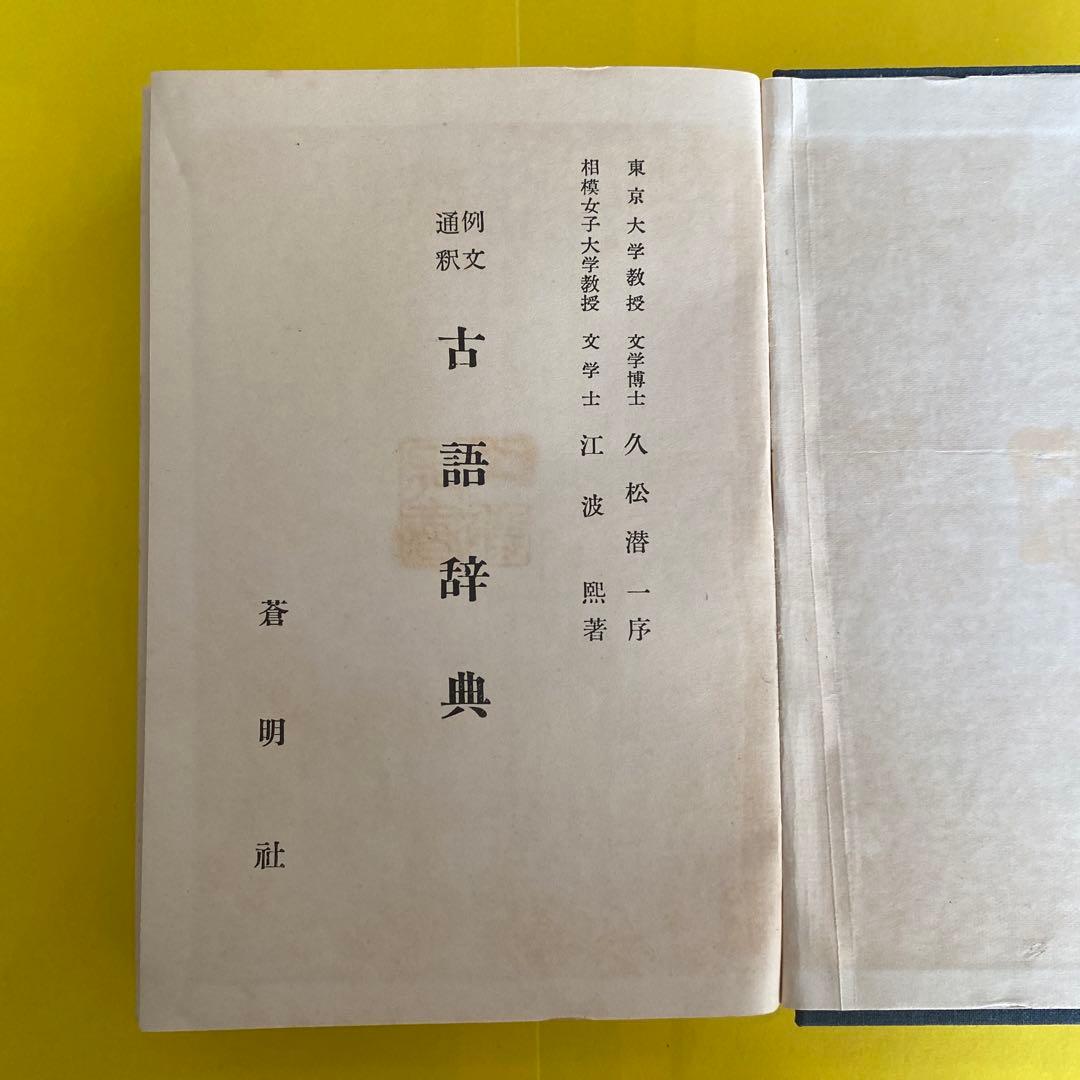 東京大学教授 文学博士 久松潜一序
相模女子大学教授 文学士 江波熙著
例文
通釈
古語辞典
蒼明社